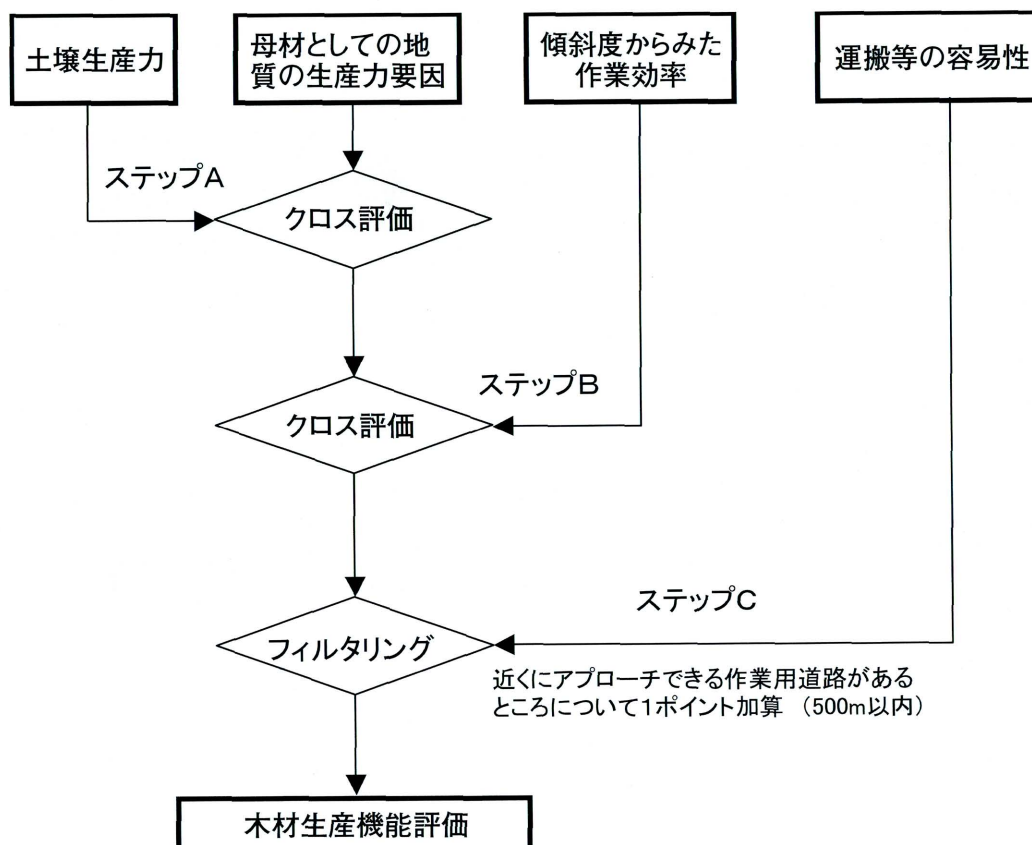 土壌生産力
母材としての地
質の生産力要因
傾斜度からみた
作業効率
運搬等の容易性
ステップA
クロス評価
ステップB
クロス評価
ステップC
フィルタリング
近くにアプローチできる作業用道路がある
ところについて1ポイント加算 (500m以内)
木材生産機能評価